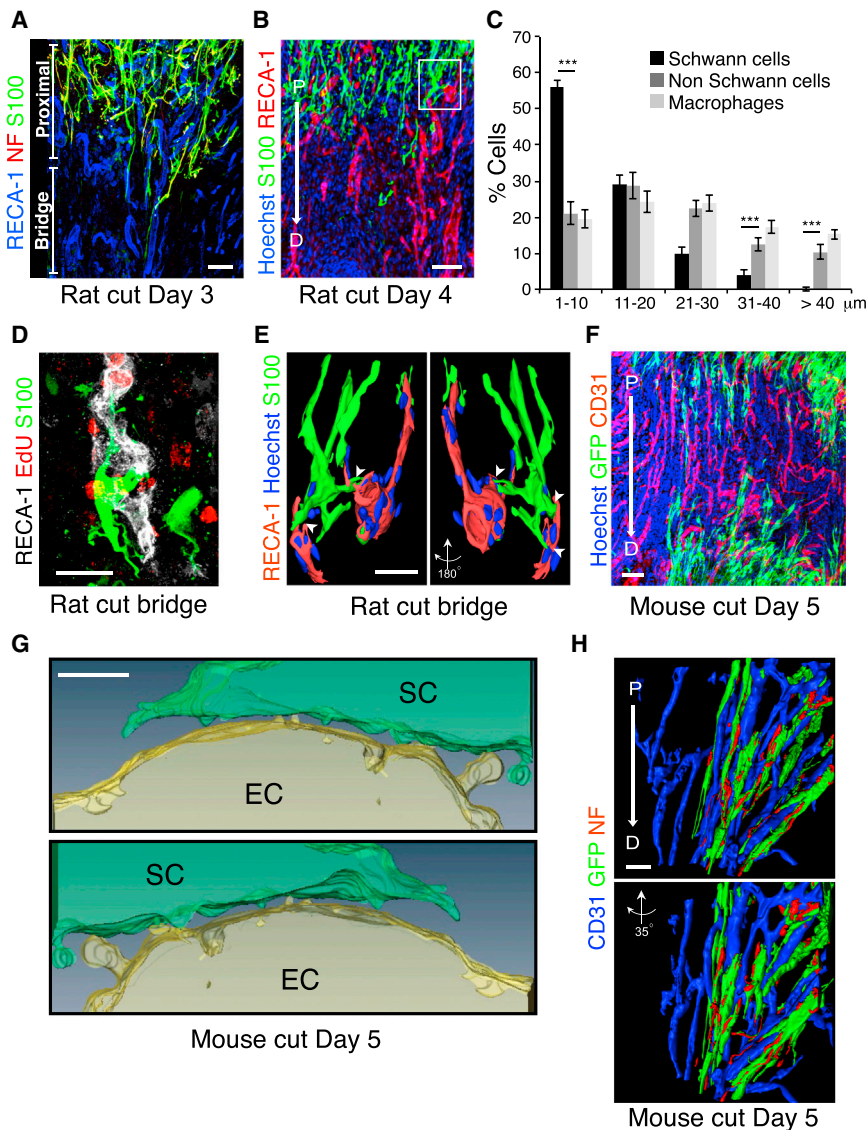 A
RECA-1 NF S100
Proximal
Bridge
Rat cut Day 3
B
Hoechst S100 RECA-1
P
D
Rat cut Day 4
C
% Cells
70
60
50
40
30
20
10
0
***
***
***
Schwann cells
Non Schwann cells
Macrophages
1-10 11-20 21-30 31-40 > 40 μm
D
RECA-1 EdU S100
Rat cut bridge
E
RECA-1 Hoechst S100
180°
Rat cut bridge
F
Hoechst GFP CD31
P
D
Mouse cut Day 5
G
SC
EC
SC
EC
Mouse cut Day 5
H
CD31 GFP NF
P
D
35°
Mouse cut Day 5